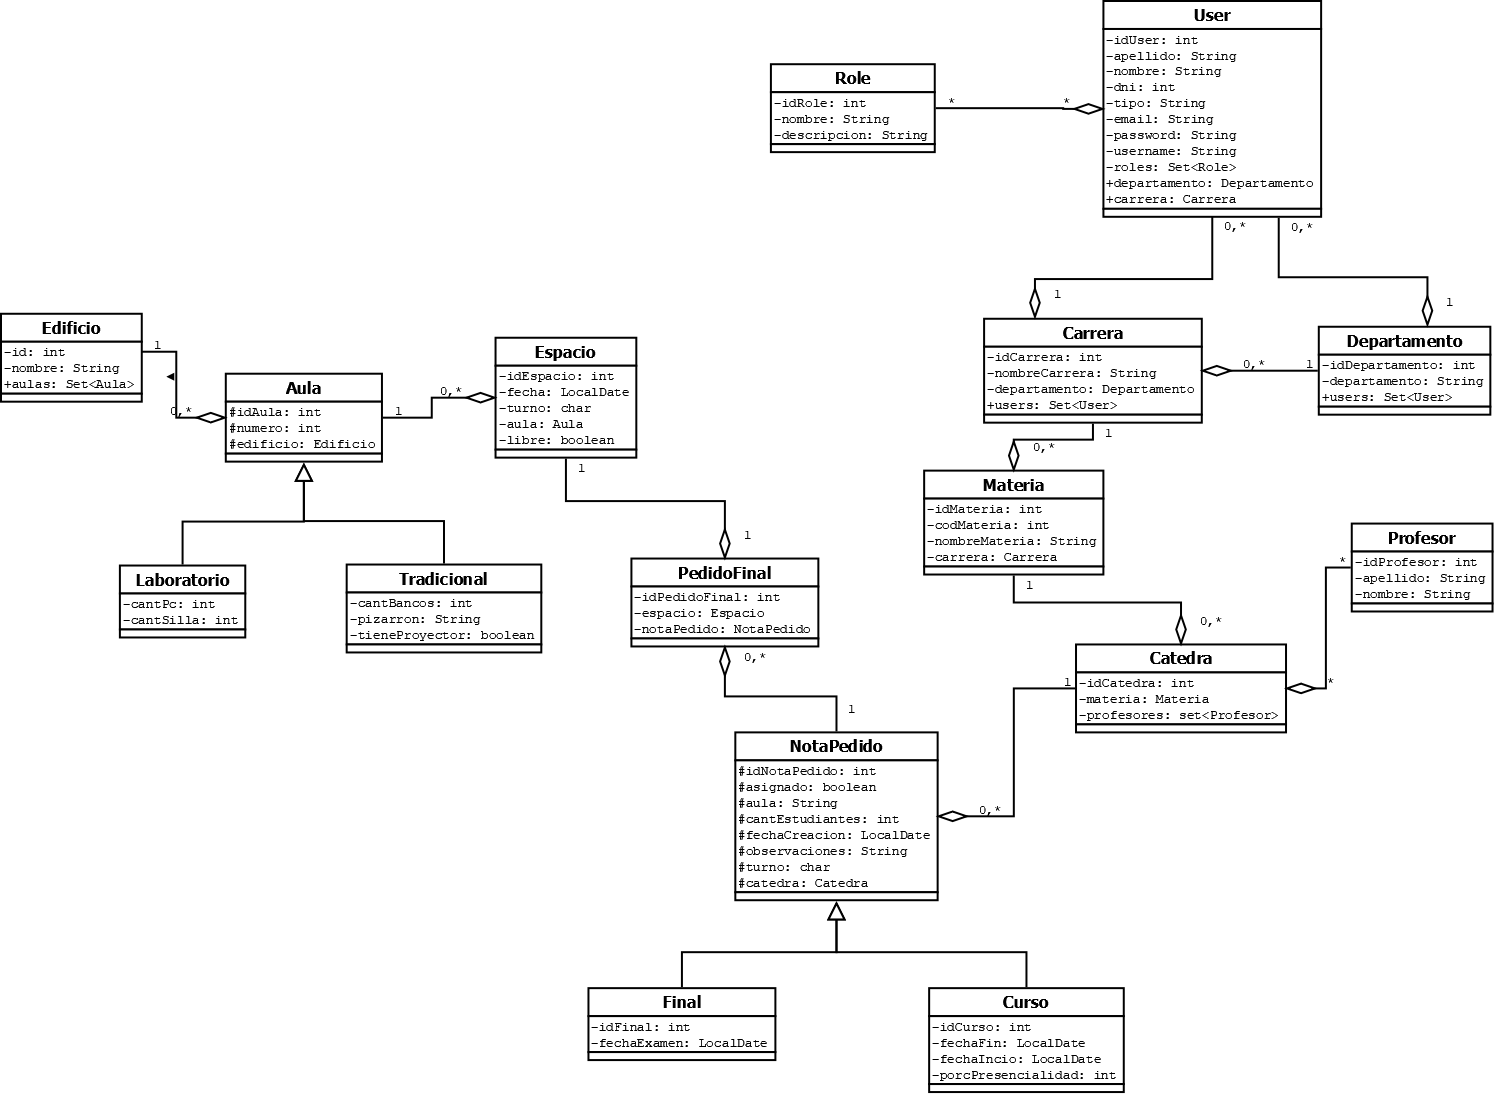 User
-idUser: int
-apellido: String
-nombre: String
-dni: int
-tipo: String
-email: String
-password: String
-username: String
-roles: Set<Role>
+departamento: Departamento
+carrera: Carrera
Role
-idRole: int
-nombre: String
-descripcion: String
*
*
0,*
0,*
1
1
Carrera
-idCarrera: int
-nombreCarrera: String
-departamento: Departamento
+users: Set<User>
0,*
1
Departamento
-idDepartamento: int
-departamento: String
+users: Set<User>
Edificio
-id: int
-nombre: String
+aulas: Set<Aula>
1
0,*
Aula
#idAula: int
#numero: int
#edificio: Edificio
1
0,*
Espacio
-idEspacio: int
-fecha: LocalDate
-turno: char
-aula: Aula
-libre: boolean
1
1
1
0,*
Materia
-idMateria: int
-codMateria: int
-nombreMateria: String
-carrera: Carrera
1
0,*
Profesor
-idProfesor: int
-apellido: String
-nombre: String
*
*
Laboratorio
-cantPc: int
-cantSilla: int
Tradicional
-cantBancos: int
-pizarron: String
-tieneProyector: boolean
PedidoFinal
-idPedidoFinal: int
-espacio: Espacio
-notaPedido: NotaPedido
0,*
1
Catedra
-idCatedra: int
-materia: Materia
-profesores: set<Profesor>
1
0,*
NotaPedido
#idNotaPedido: int
#asignado: boolean
#aula: String
#cantEstudiantes: int
#fechaCreacion: LocalDate
#observaciones: String
#turno: char
#catedra: Catedra
Final
-idFinal: int
-fechaExamen: LocalDate
Curso
-idCurso: int
-fechaFin: LocalDate
-fechaIncio: LocalDate
-porcPresencialidad: int